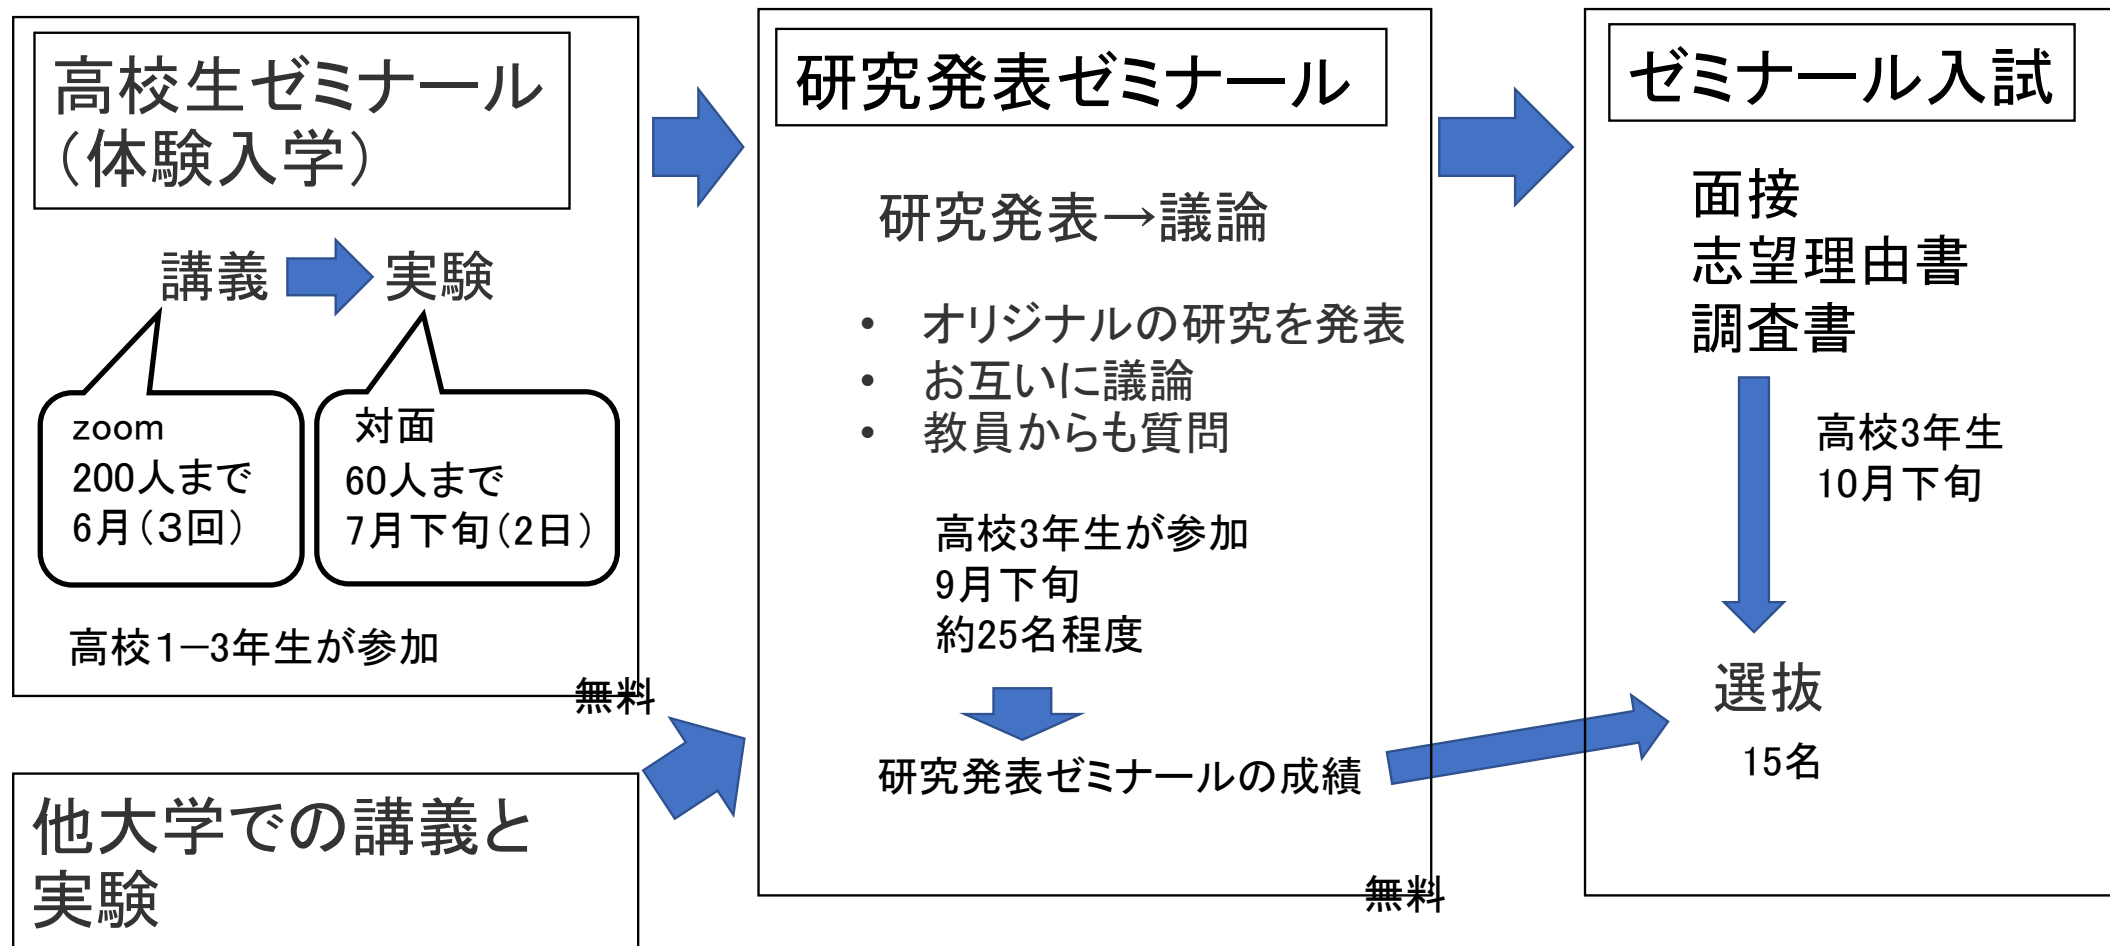 高校生ゼミナール
（体験入学）
講義
実験
zoom
200人まで
6月（３回）
対面
60人まで
7月下旬（2日）
高校１－3年生が参加
無料
他大学での講義と
実験
研究発表ゼミナール
研究発表→議論
• オリジナルの研究を発表
• お互いに議論
• 教員からも質問
高校3年生が参加
9月下旬
約25名程度
研究発表ゼミナールの成績
無料
ゼミナール入試
面接
志望理由書
調査書
高校3年生
10月下旬
選抜
15名